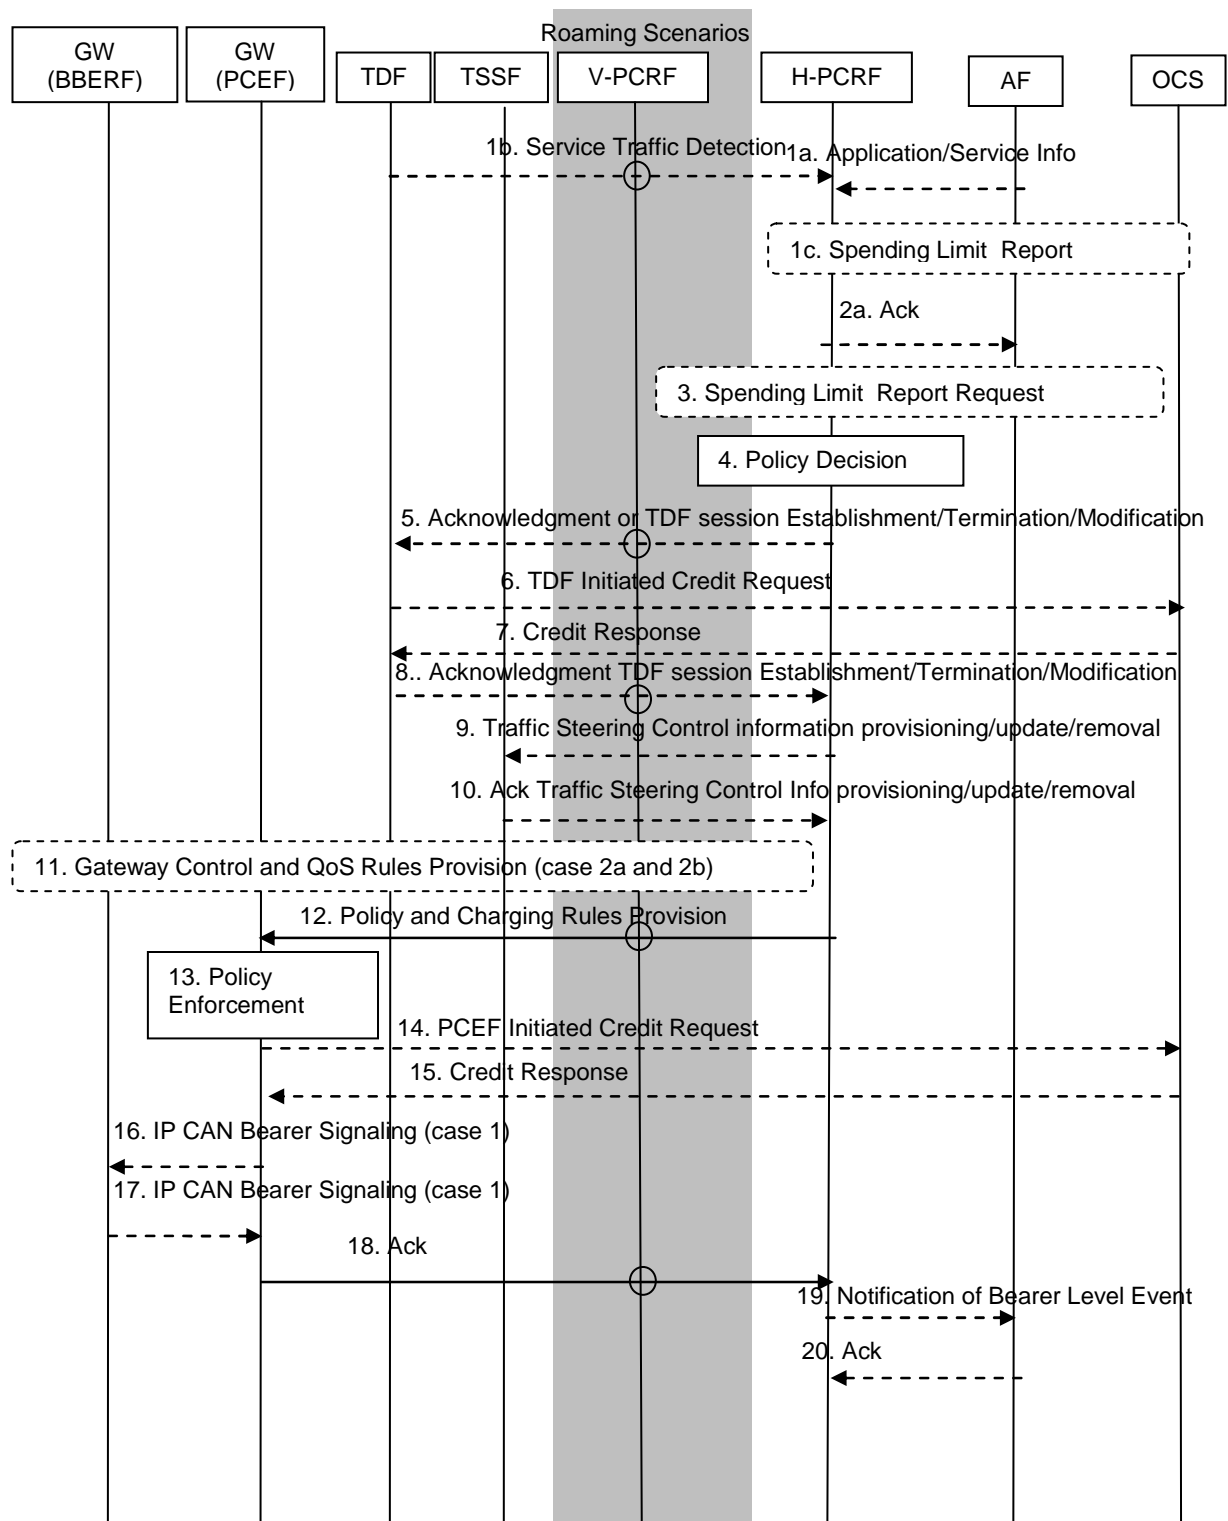 Roaming Scenarios
GW
(BBERF)
GW
(PCEF)
TDF
TSSF
V-PCRF
H-PCRF
AF
OCS
1b. Service Traffic Detection
1a. Application/Service Info
1c. Spending Limit Report
2a. Ack
3. Spending Limit Report Request
4. Policy Decision
5. Acknowledgment or TDF session Establishment/Termination/Modification
6. TDF Initiated Credit Request
7. Credit Response
8.. Acknowledgment TDF session Establishment/Termination/Modification
9. Traffic Steering Control information provisioning/update/removal
10. Ack Traffic Steering Control Info provisioning/update/removal
11. Gateway Control and QoS Rules Provision (case 2a and 2b)
12. Policy and Charging Rules Provision
13. Policy
Enforcement
14. PCEF Initiated Credit Request
15. Credit Response
16. IP CAN Bearer Signaling (case 1)
17. IP CAN Bearer Signaling (case 1)
18. Ack
19. Notification of Bearer Level Event
20. Ack